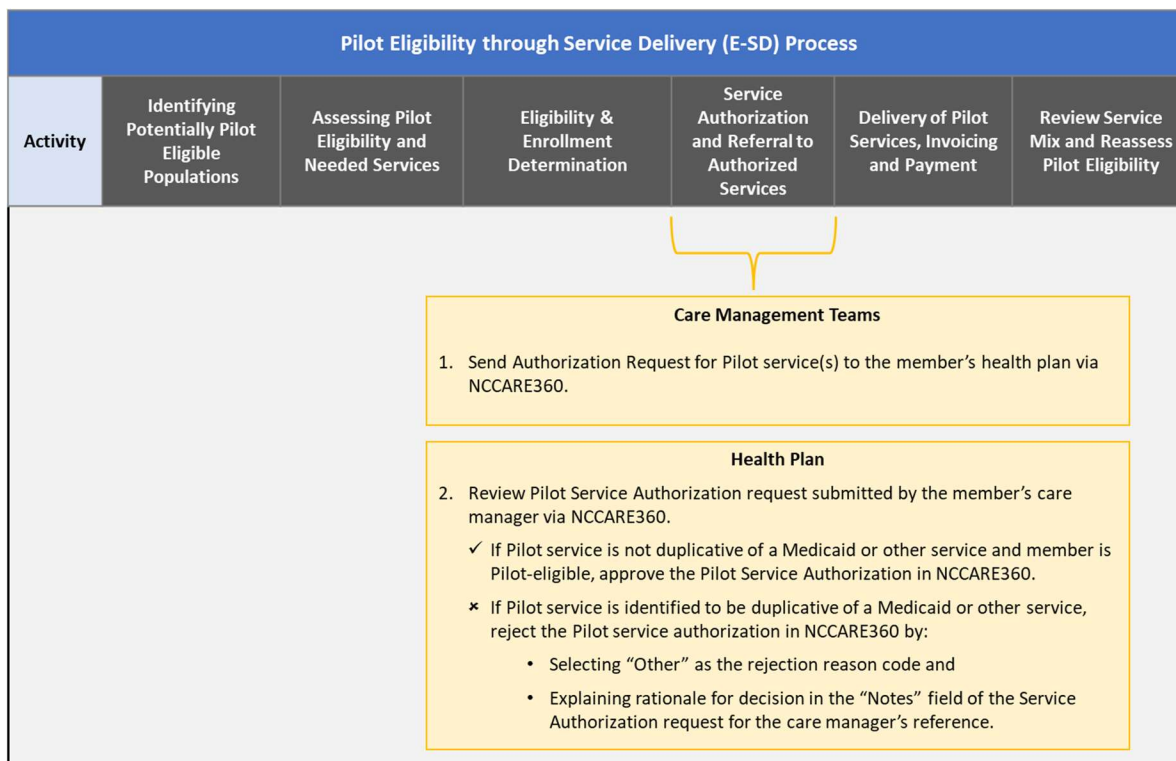 Pilot Eligibility through Service Delivery (E-SD) Process
Activity
Identifying
Potentially Pilot
Eligible
Populations
Assessing Pilot
Eligibility and
Needed Services
Eligibility &
Enrollment
Determination
Service
Authorization
and Referral to
Authorized
Services
Delivery of Pilot
Services, Invoicing
and Payment
Review Service
Mix and Reassess
Pilot Eligibility
Care Management Teams
1. Send Authorization Request for Pilot service(s) to the member’s health plan via
NCCARE360.
Health Plan
2. Review Pilot Service Authorization request submitted by the member’s care
manager via NCCARE360.
✓ If Pilot service is not duplicative of a Medicaid or other service and member is
Pilot-eligible, approve the Pilot Service Authorization in NCCARE360.
× If Pilot service is identified to be duplicative of a Medicaid or other service,
reject the Pilot service authorization in NCCARE360 by:
• Selecting “Other” as the rejection reason code and
• Explaining rationale for decision in the “Notes” field of the Service
Authorization request for the care manager’s reference.